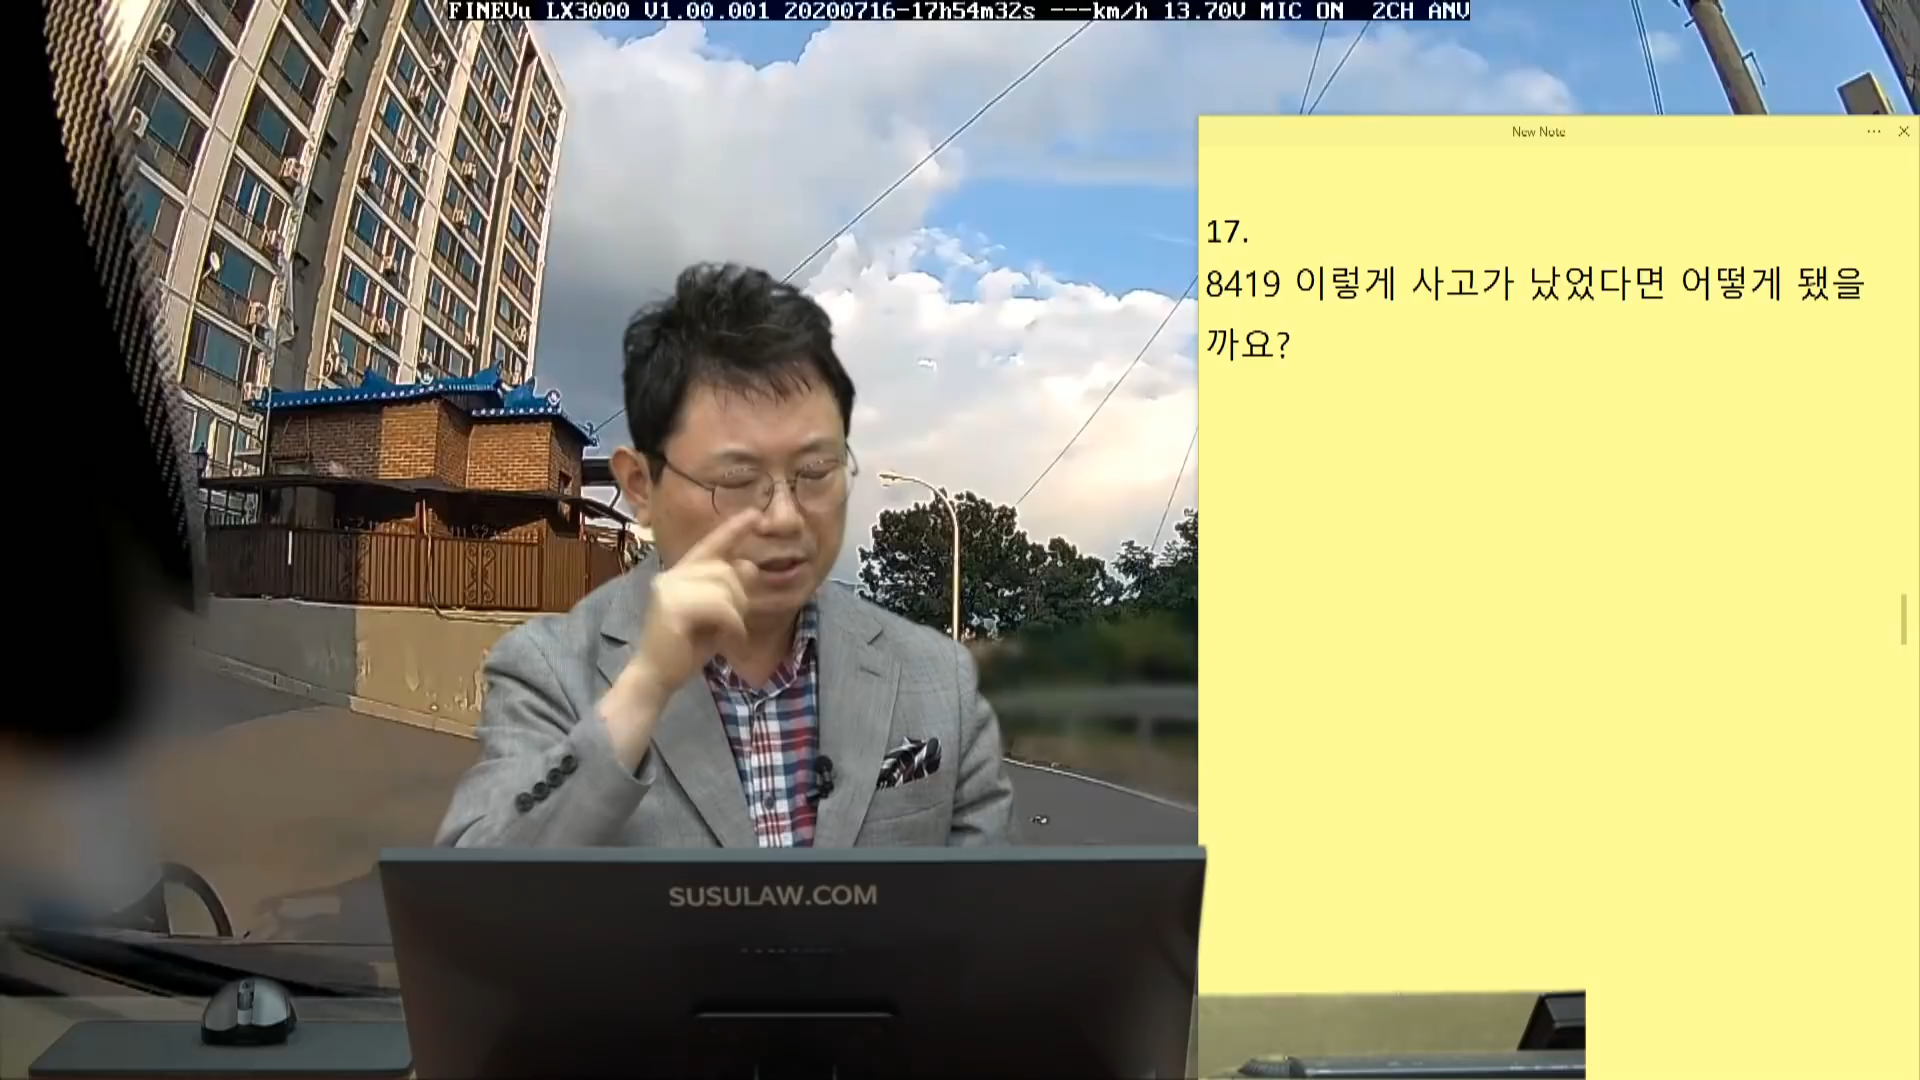 FINEVu LX3000 V1.00.001 20200716-17h54m32s ---km/h 13.70V MIC ON 2CH ANV
New Note
17.
8419 이렇게 사고가 났었다면 어떻게 됐을
까요?
SUSULAW.COM